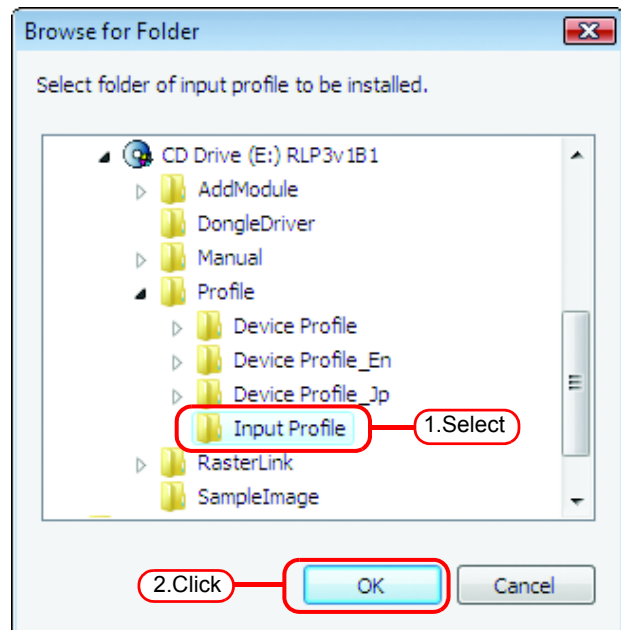 Browse for Folder
Select folder of input profile to be installed.
CD Drive (E:) RLP3v1B1
AddModule
DongleDriver
Manual
Profile
Device Profile
Device Profile_En
Device Profile_Jp
Input Profile
1.Select
RasterLink
SampleImage
2.Click
OK
Cancel